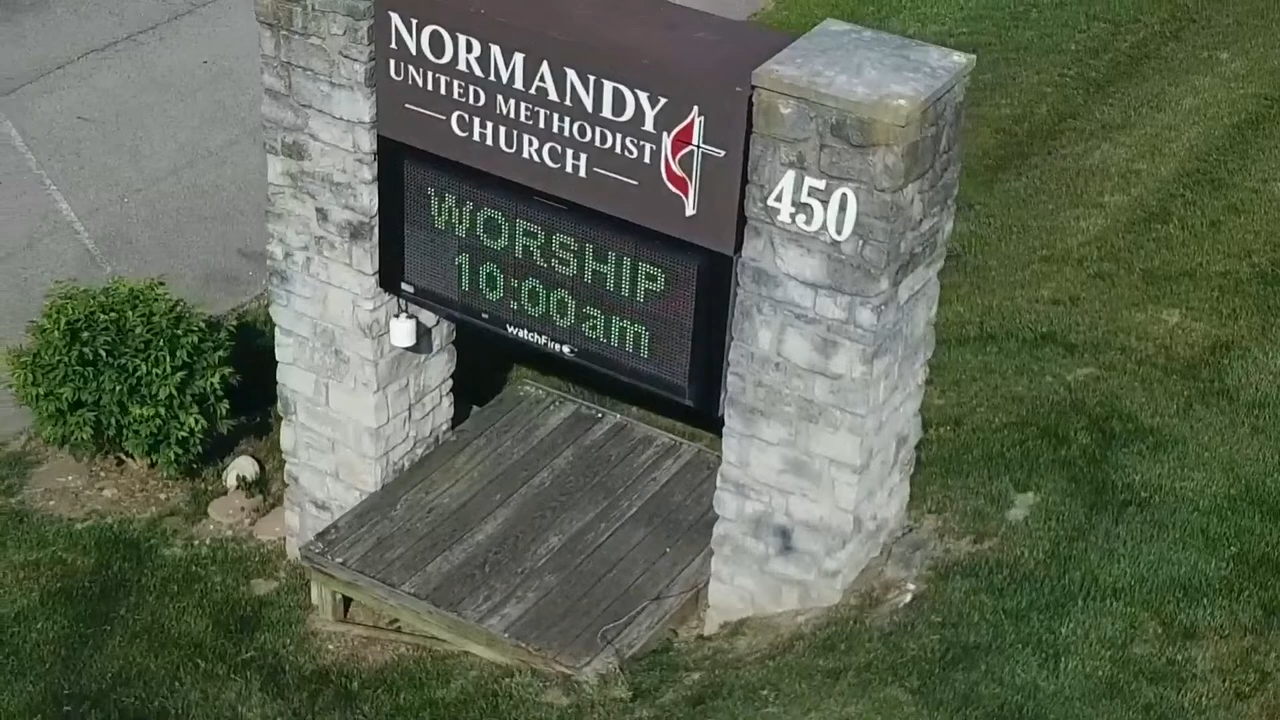 NORMANDY
UNITED METHODIST
CHURCH
450
WORSHIP
10:00am
watchFire